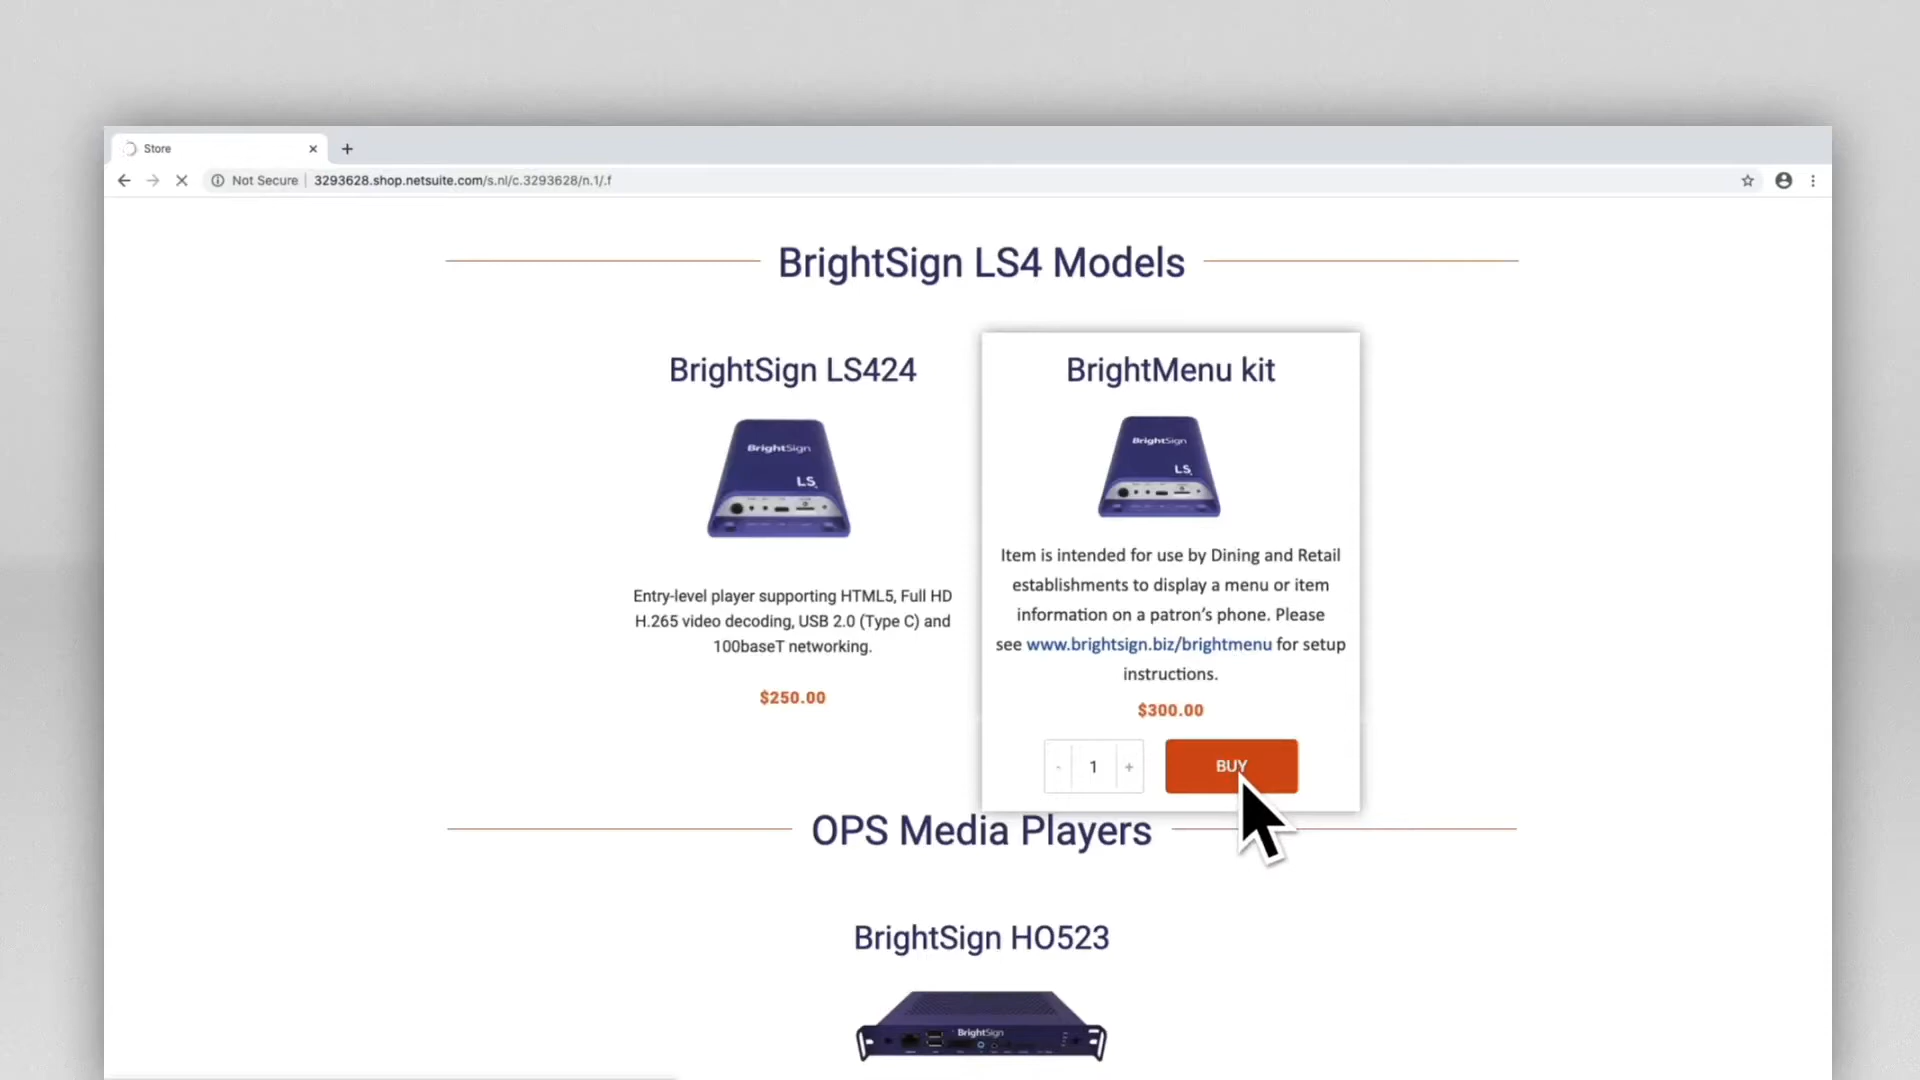 Store
Not Secure
3293628.shop.netsuite.com/s.nl/c.3293628/n.1/.f
BrightSign LS4 Models
BrightSign LS424
BrightSign
LS
Entry-level player supporting HTML5, Full HD
H.265 video decoding, USB 2.0 (Type C) and
100baseT networking.
$250.00
BrightMenu kit
BrightSign
LS
Item is intended for use by Dining and Retail
establishments to display a menu or item
information on a patron’s phone. Please
see www.brightsign.biz/brightmenu for setup
instructions.
$300.00
- 1 +
BUY
OPS Media Players
BrightSign HO523
BrightSign